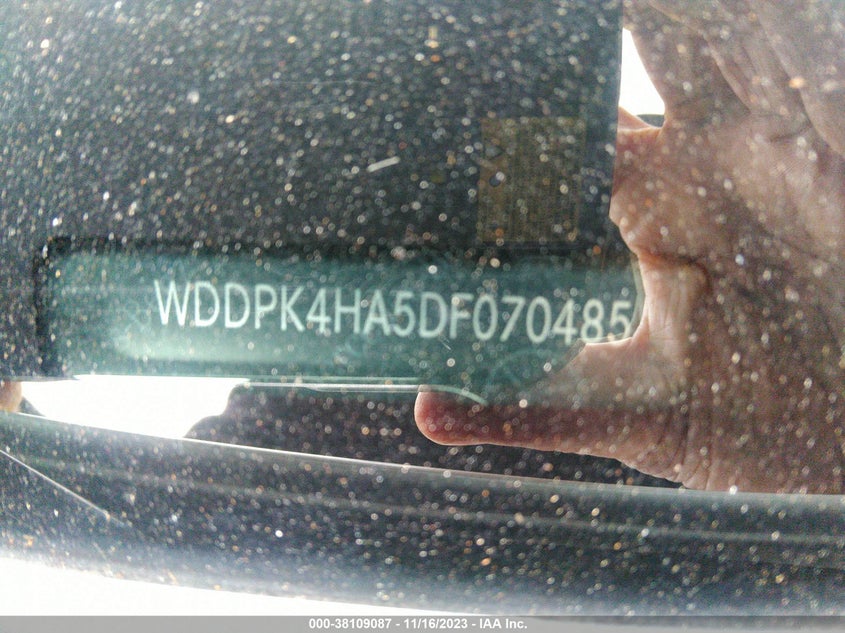 WDDPK4HA5DF070485
000-38109087 - 11/16/2023 - IAA Inc.